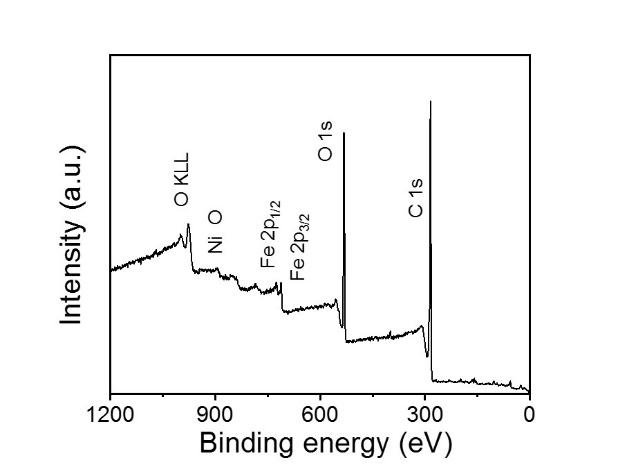 Intensity (a.u.)
O KLL
Ni O
Fe 2p1/2
Fe 2p3/2
O 1s
C 1s
1200 900 600 300 0
Binding energy (eV)